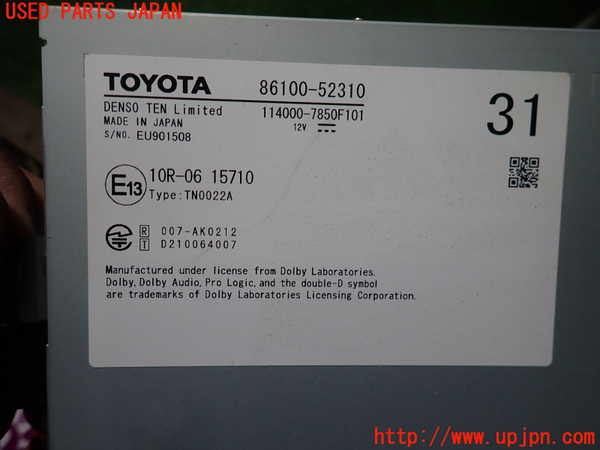 USED PARTS JAPAN
TOYOTA 86100-52310
DENSO TEN Limited 114000-7850F101
MADE IN JAPAN 12V
S/NO. EU901508
31
E13 10R-06 15710
Type:TN0022A
R 007-AK0212
T D210064007
Manufactured under license from Dolby Laboratories.
Dolby, Dolby Audio, Pro Logic, and the double-D symbol
are trademarks of Dolby Laboratories Licensing Corporation.
http://www.upjpn.com/